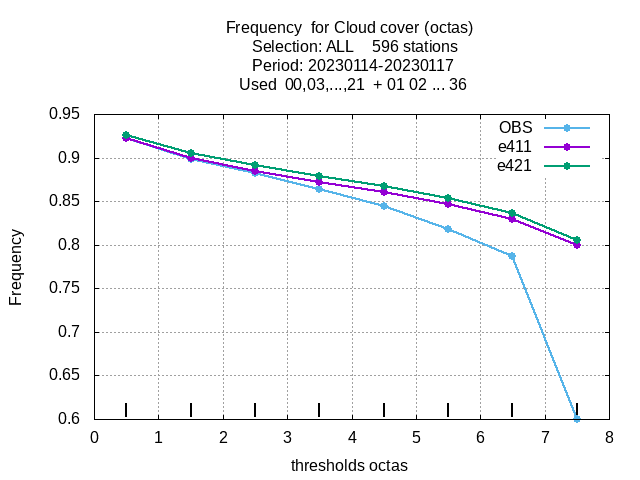 Frequency  for Cloud cover (octas)
Selection: ALL    596 stations
Period: 20230114-20230117
Used  00,03,...,21  + 01 02 ... 36
0.95
0.9
0.85
0.8
0.75
0.7
0.65
0.6
Frequency
OBS
e411
e421
0 1 2 3 4 5 6 7 8
thresholds octas